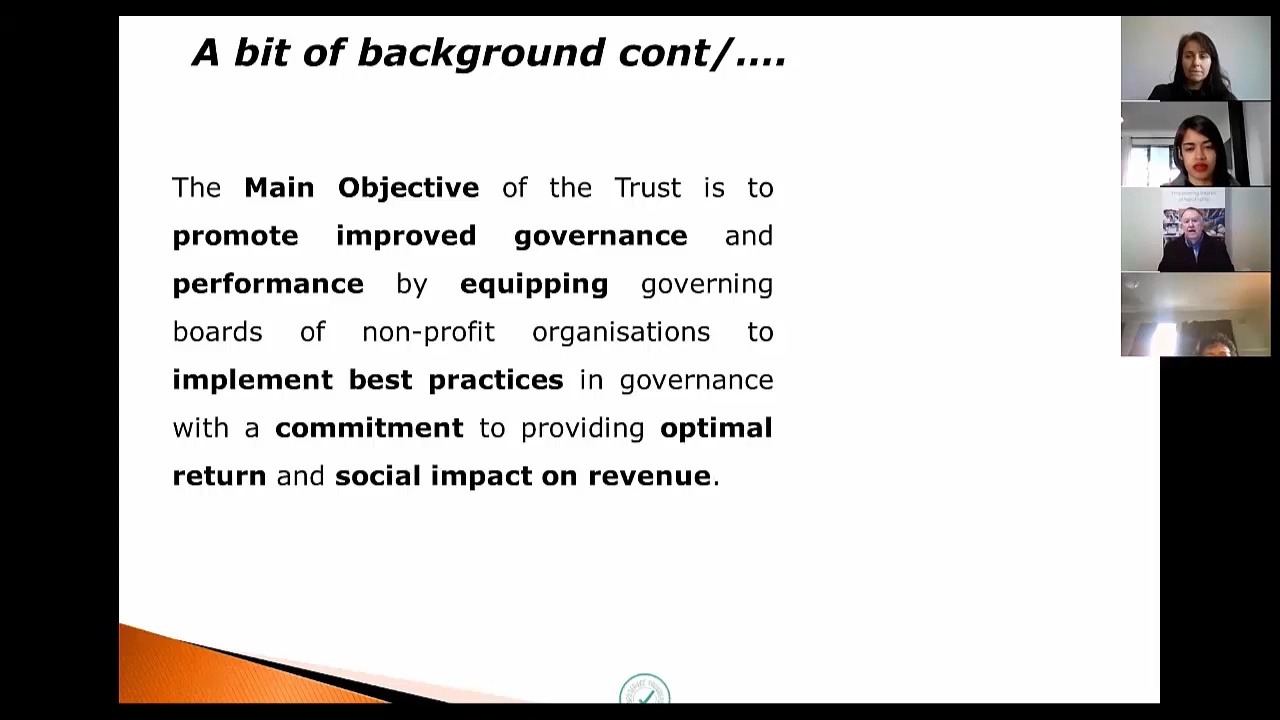 A bit of background cont/....
The Main Objective of the Trust is to
promote improved governance and
performance by equipping governing
boards of non-profit organisations to
implement best practices in governance
with a commitment to providing optimal
return and social impact on revenue.